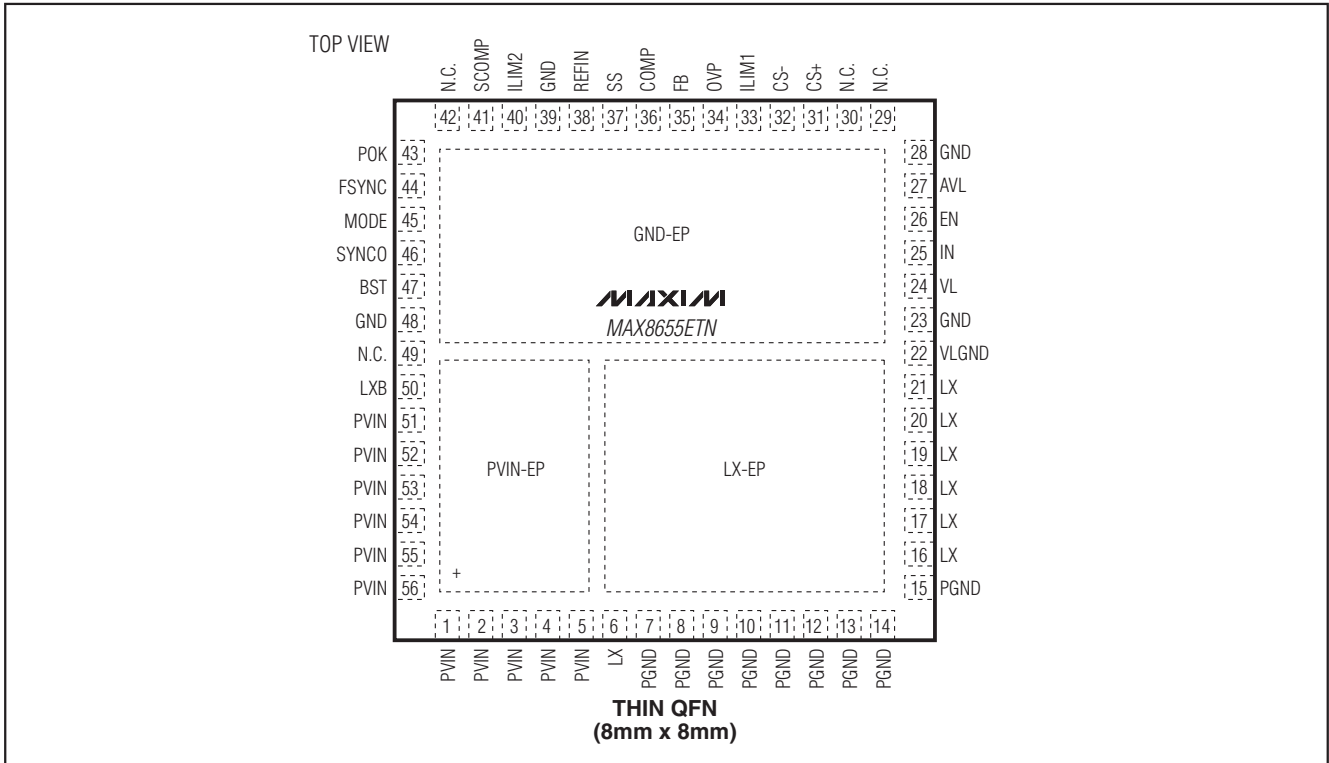 TOP VIEW
N.C. SCOMP ILIM2 GND REFIN SS COMP FB OVP ILIM1 CS- CS+ N.C. N.C.
42 41 40 39 38 37 36 35 34 33 32 31 30 29
POK 43 28 GND
FSYNC 44 27 AVL
MODE 45 26 EN
SYNCO 46 25 IN
GND-EP
BST 47 24 VL
MAXIM
GND 48 23 GND
MAX8655ETN
N.C. 49 22 VLGND
LXB 50 21 LX
PVIN 51 20 LX
PVIN 52 19 LX
PVIN-EP LX-EP
PVIN 53 18 LX
PVIN 54 17 LX
PVIN 55 16 LX
+
PVIN 56 15 PGND
1 2 3 4 5 6 7 8 9 10 11 12 13 14
PVIN PVIN PVIN PVIN PVIN LX PGND PGND PGND PGND PGND PGND PGND PGND
THIN QFN
(8mm x 8mm)